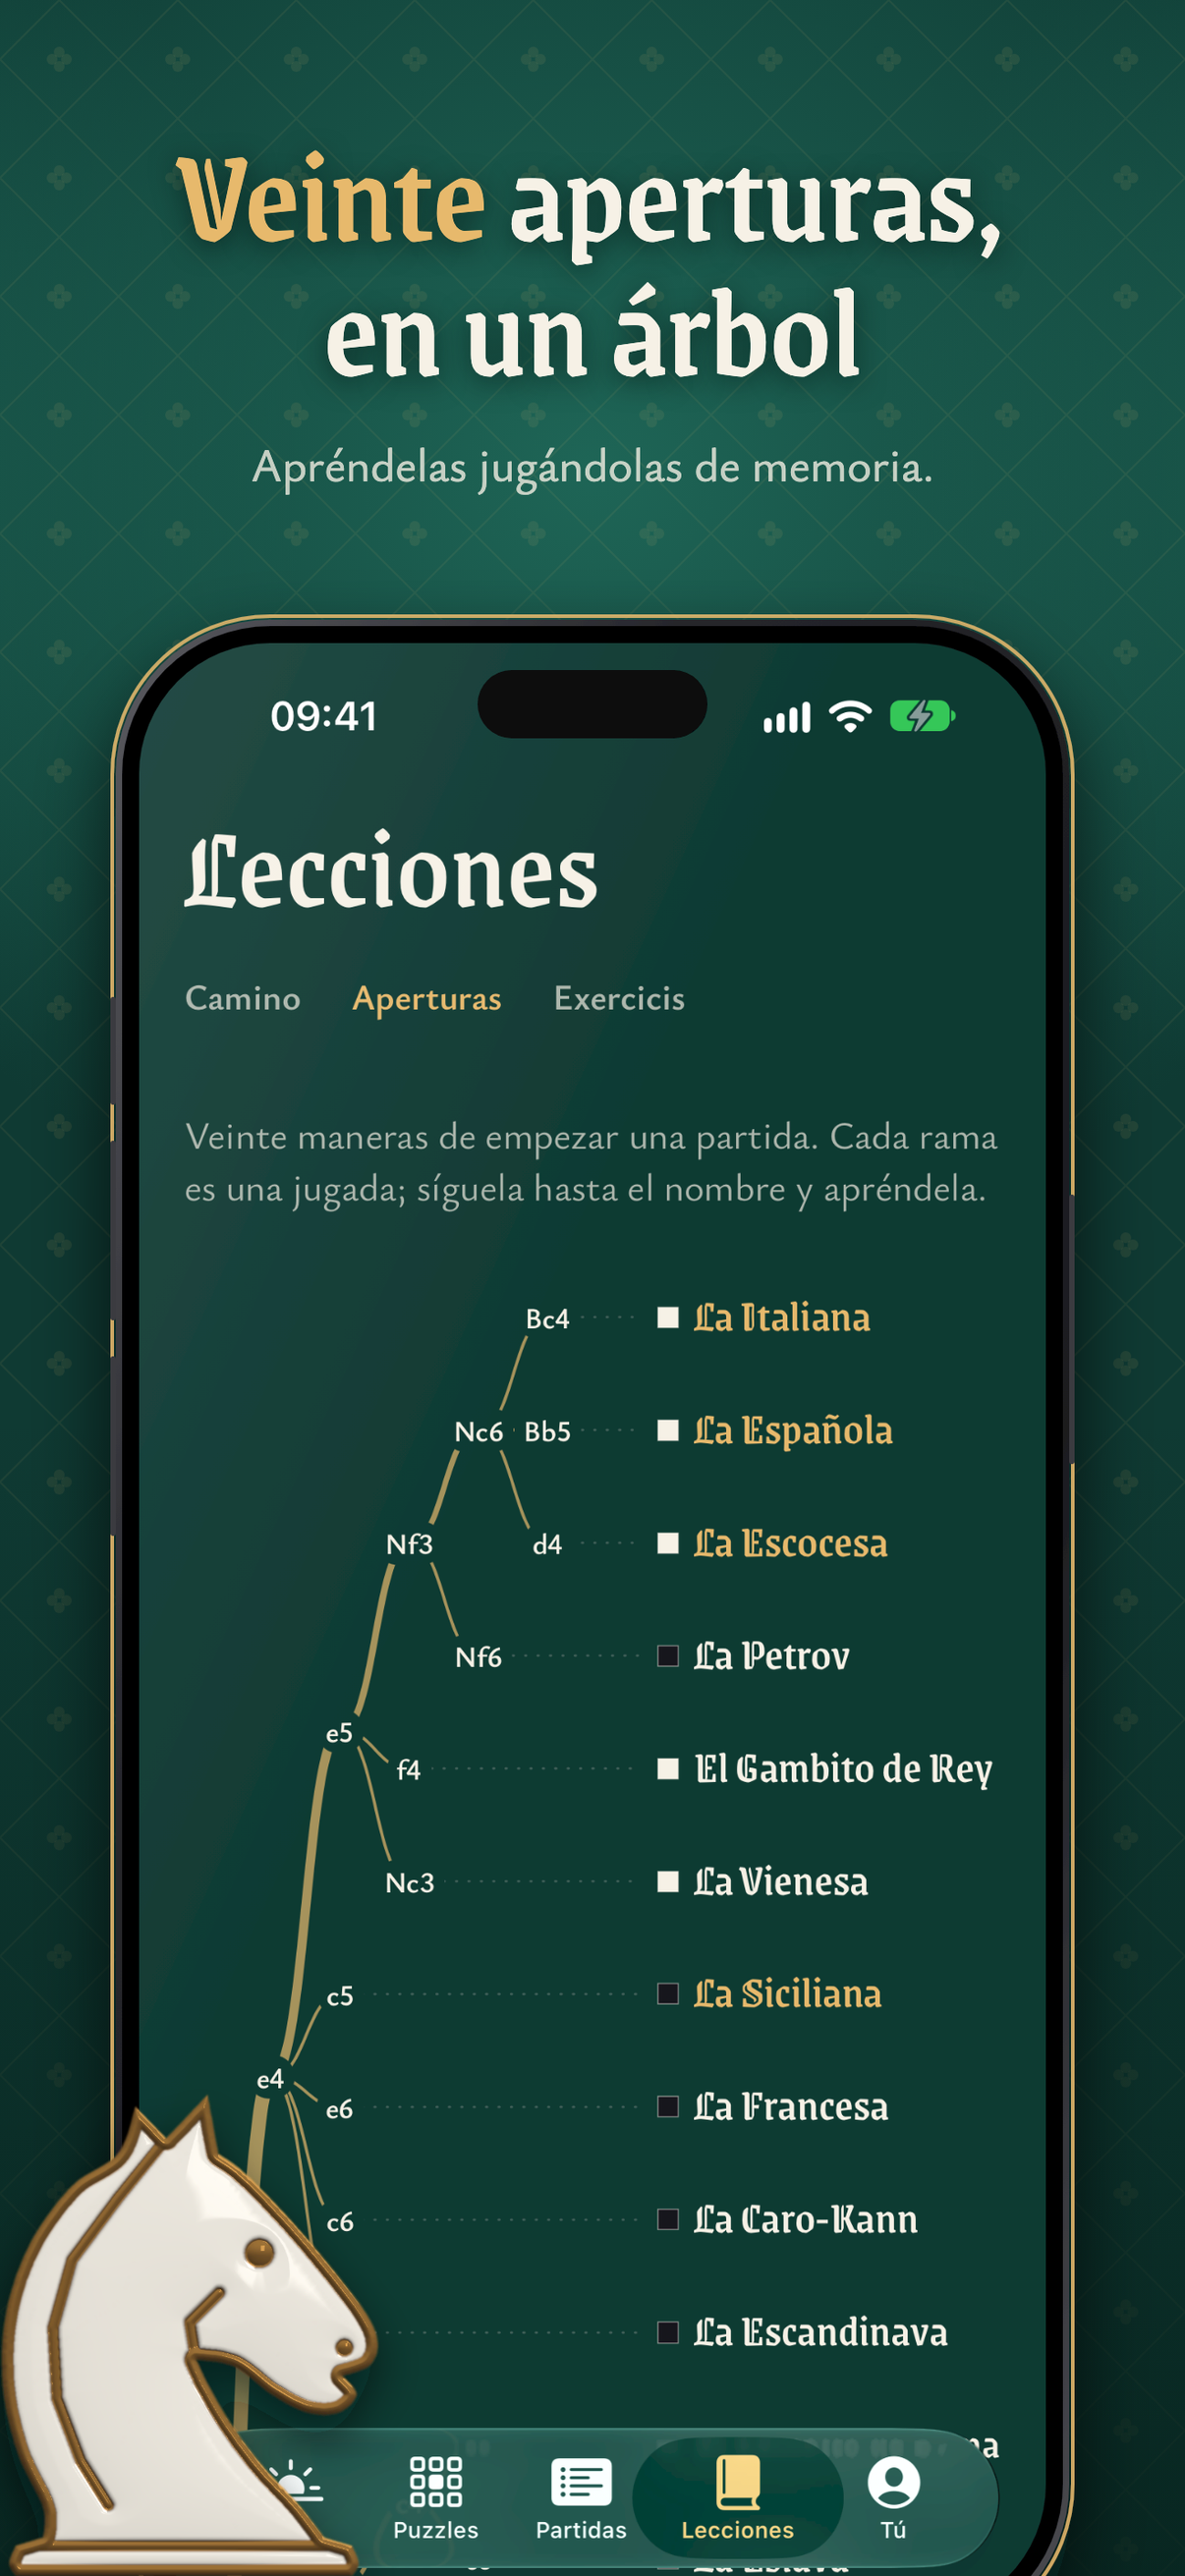 Veinte aperturas,
en un árbol
Apréndelas jugándolas de memoria.
09:41
Lecciones
Camino Aperturas Exercicis
Veinte maneras de empezar una partida. Cada rama
es una jugada; síguela hasta el nombre y apréndela.
Bc4 La Italiana
Nc6 Bb5 La Española
Nf3 d4 La Escocesa
Nf6 La Petrov
e5
f4 El Gambito de Rey
Nc3 La Vienesa
c5 La Siciliana
e4
e6 La Francesa
c6 La Caro-Kann
La Escandinava
Puzzles Partidas Lecciones Tú
La Eslava